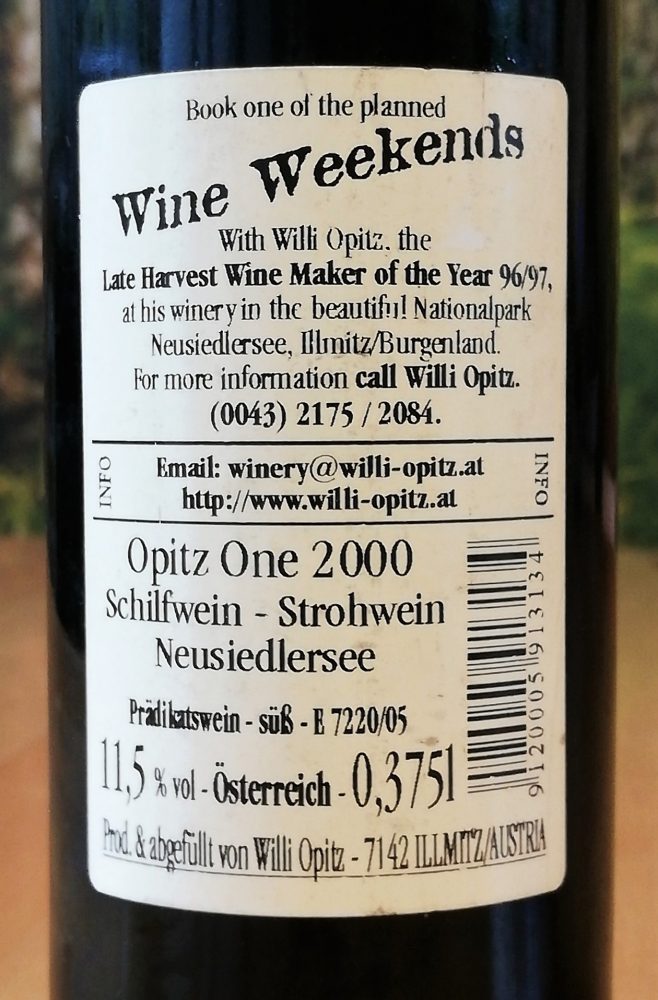 Book one of the planned
Wine Weekends
With Willi Opitz, the
Late Harvest Wine Maker of the Year 96/97,
at his winery in the beautiful Nationalpark
Neusiedlersee, Illmitz/Burgenland.
For more information call Willi Opitz.
(0043) 2175 / 2084.
INFO
Email: winery@willi-opitz.at
http://www.willi-opitz.at
INFO
Opitz One 2000
Schilfwein - Strohwein
Neusiedlersee
Prädikatswein - süß - E 7220/05
11,5 % vol - Österreich - 0,375l
Prod. & abgefüllt von Willi Opitz - 7142 ILLMITZ/AUSTRIA
9 120005 913134